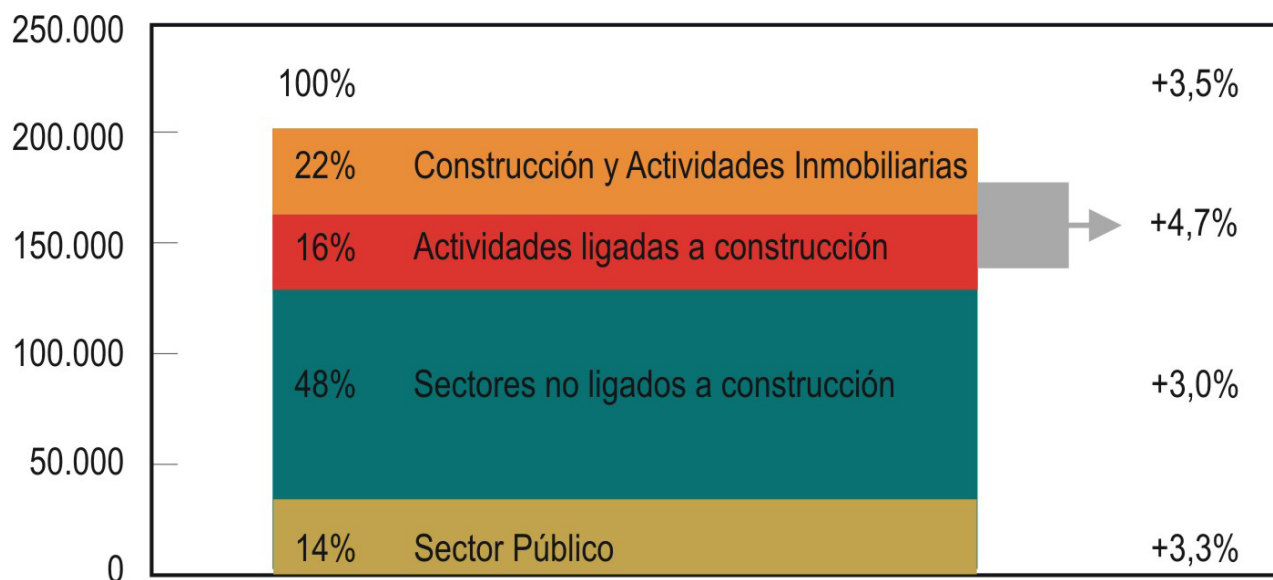 250.000
100% +3,5%
200.000
22% Construcción y Actividades Inmobiliarias
+4,7%
150.000
16% Actividades ligadas a construcción
100.000
48% Sectores no ligados a construcción +3,0%
50.000
14% Sector Público +3,3%
0